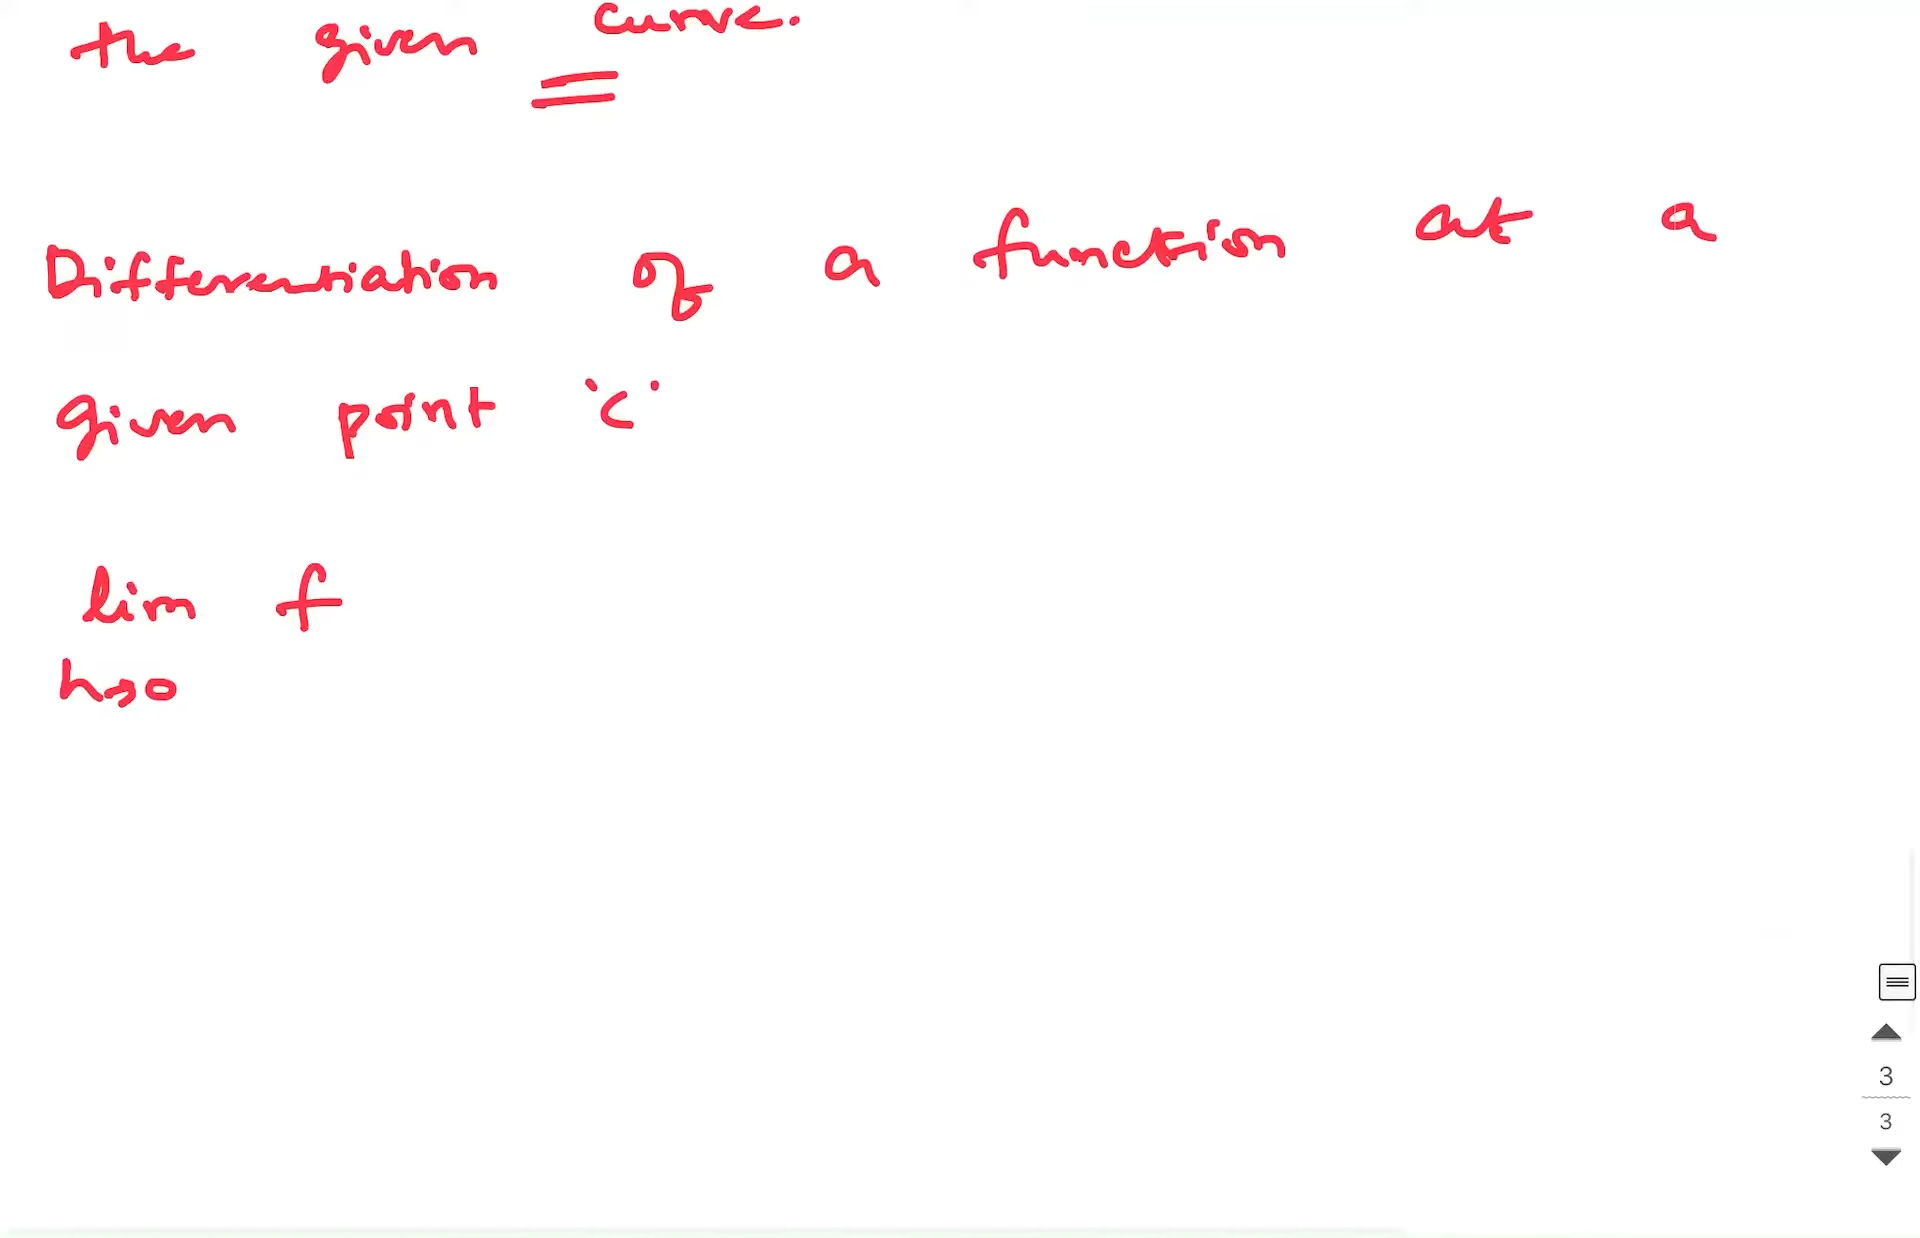 the given curve.
Differentiation of a function at a
given point 'c'
lim f
h→0
3
3